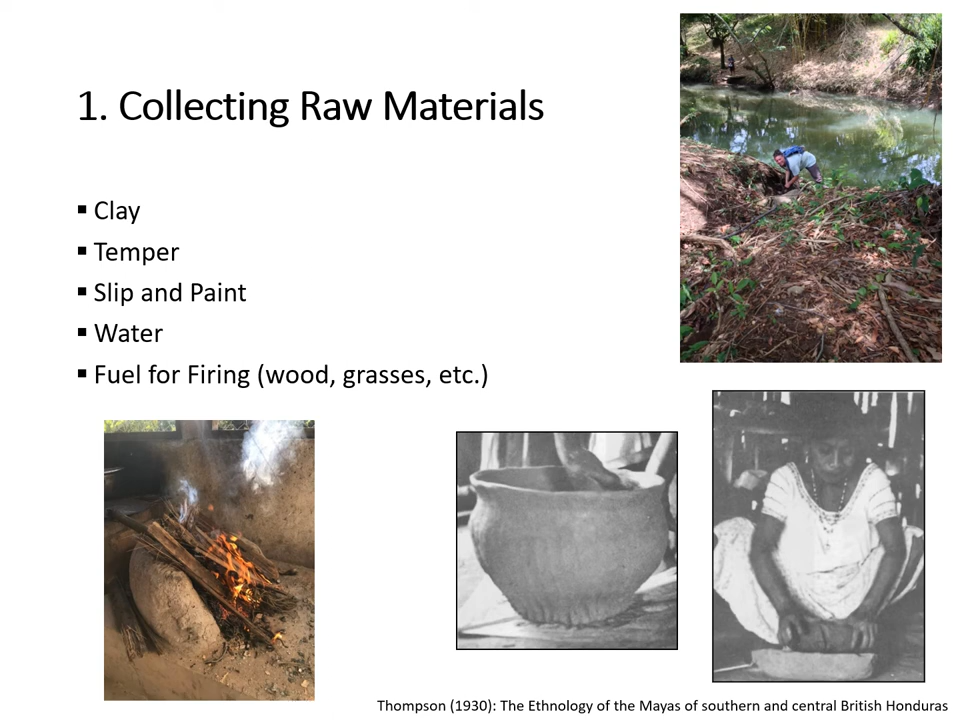 1. Collecting Raw Materials
▪ Clay
▪ Temper
▪ Slip and Paint
▪ Water
▪ Fuel for Firing (wood, grasses, etc.)
Thompson (1930): The Ethnology of the Mayas of southern and central British Honduras